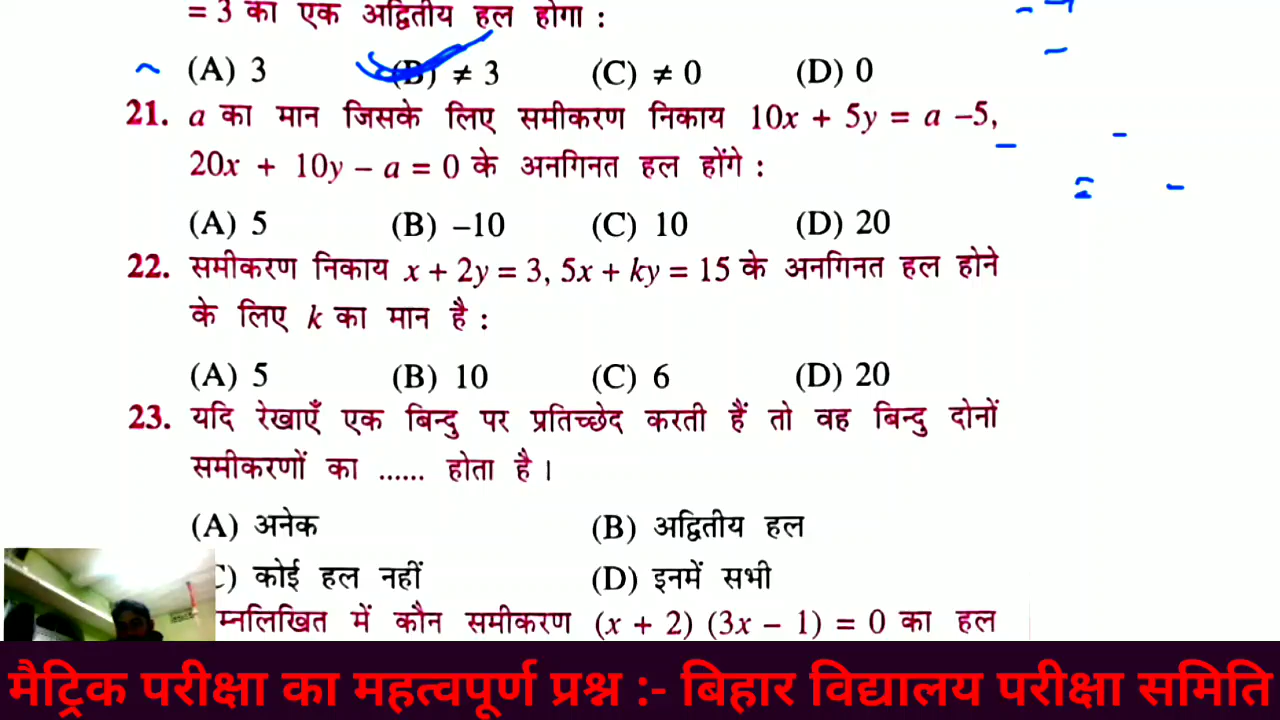 = 3 का एक अद्वितीय हल होगा :
(A) 3 (B) ≠ 3 (C) ≠ 0 (D) 0
21. a का मान जिसके लिए समीकरण निकाय 10x + 5y = a –5,
20x + 10y – a = 0 के अनगिनत हल होंगे :
(A) 5 (B) –10 (C) 10 (D) 20
22. समीकरण निकाय x + 2y = 3, 5x + ky = 15 के अनगिनत हल होने
के लिए k का मान है :
(A) 5 (B) 10 (C) 6 (D) 20
23. यदि रेखाएँ एक बिन्दु पर प्रतिच्छेद करती हैं तो वह बिन्दु दोनों
समीकरणों का ...... होता है ।
(A) अनेक (B) अद्वितीय हल
C) कोई हल नहीं (D) इनमें सभी
म्नलिखित में कौन समीकरण (x + 2) (3x – 1) = 0 का हल
मैट्रिक परीक्षा का महत्वपूर्ण प्रश्न :- बिहार विद्यालय परीक्षा समिति